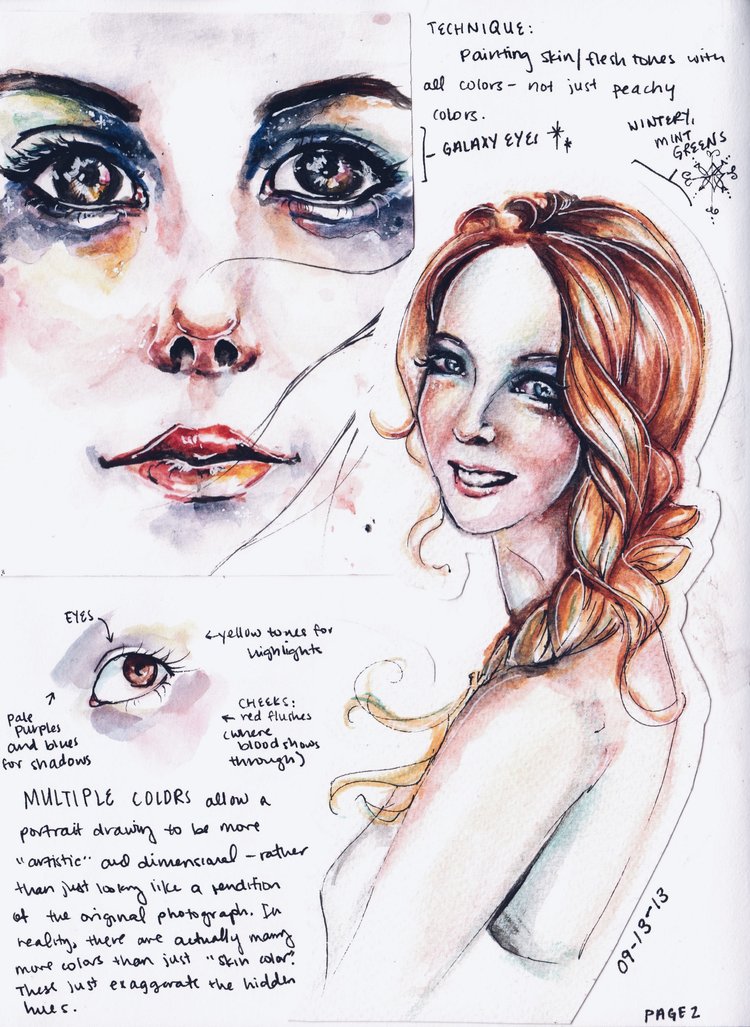 TECHNIQUE:
Painting skin/flesh tones with
all colors - not just peachy
colors.
- GALAXY EYES
WINTERY,
MINT
GREENS
EYES
yellow tones for
highlights
pale
purples
and blues
for shadows
CHEEKS:
red flushes
(where
blood shows
through)
MULTIPLE COLORS allow a
portrait drawing to be more
"artistic" and dimensional - rather
than just looking like a rendition
of the original photograph. In
reality, there are actually many
more colors than just "skin color".
These just exaggerate the hidden
hues.
09-13-13
PAGE 2